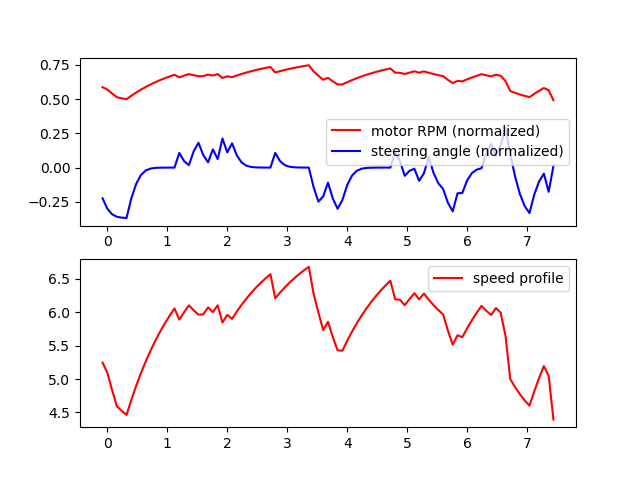 0.75
0.50
0.25
0.00
−0.25
motor RPM (normalized)
steering angle (normalized)
0 1 2 3 4 5 6 7
6.5
6.0
5.5
5.0
4.5
speed profile
0 1 2 3 4 5 6 7